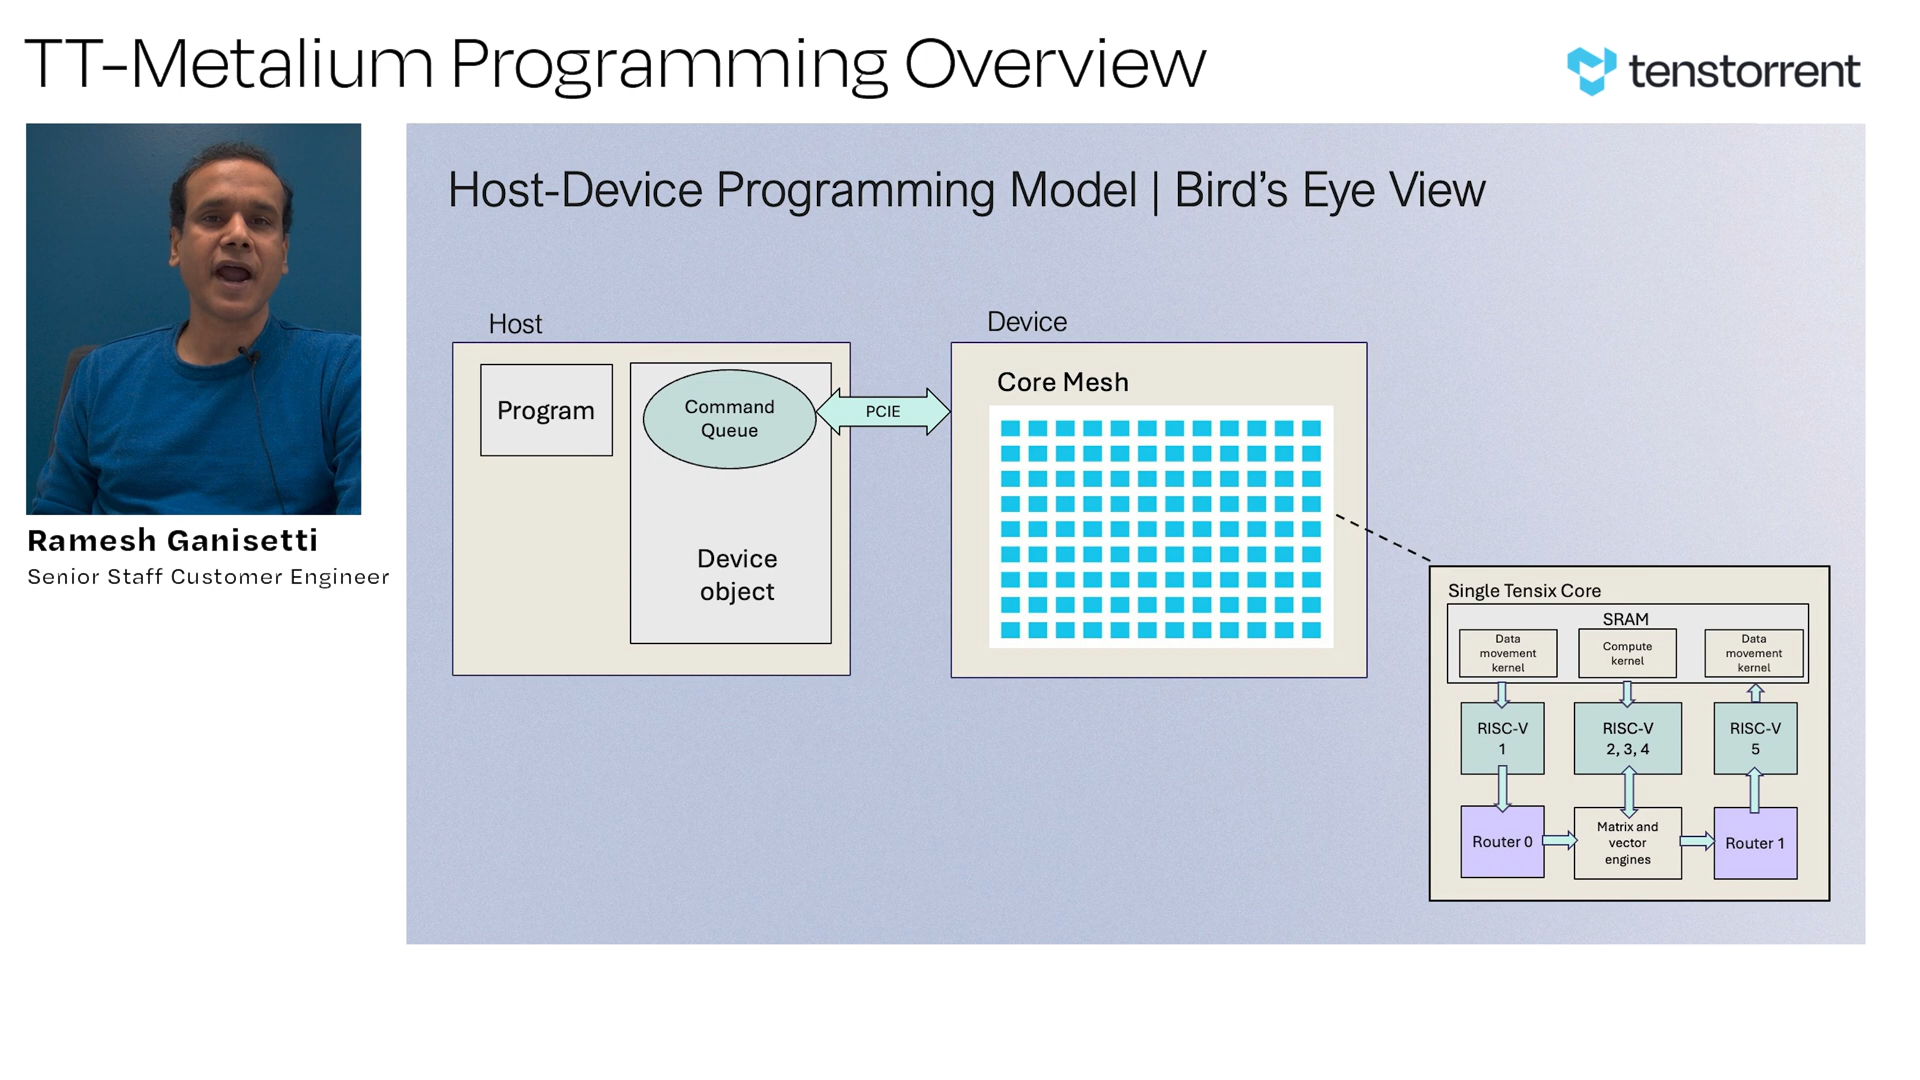 TT-Metalium Programming Overview
tenstorrent
Ramesh Ganisetti
Senior Staff Customer Engineer
Host-Device Programming Model | Bird's Eye View
Host
Program
Command
Queue
Device
object
PCIE
Device
Core Mesh
Single Tensix Core
SRAM
Data
movement
kernel
Compute
kernel
Data
movement
kernel
RISC-V
1
RISC-V
2, 3, 4
RISC-V
5
Router 0
Matrix and
vector
engines
Router 1